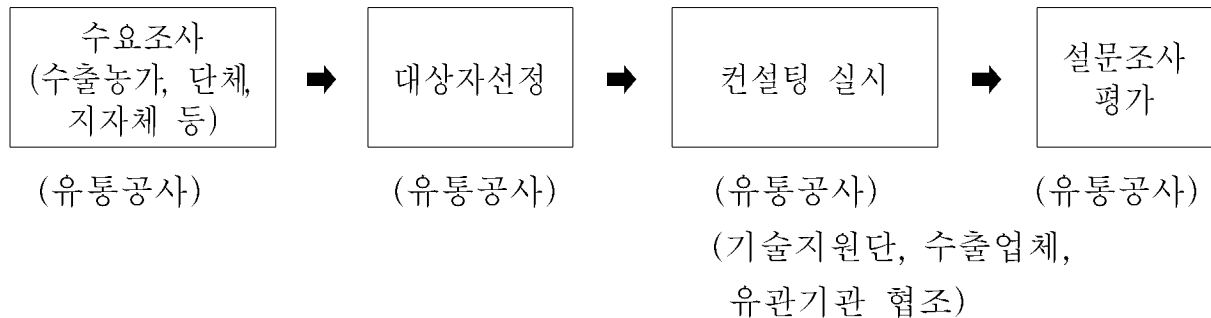 수요조사
(수출농가, 단체,
지자체 등)
➡
대상자선정
➡
컨설팅 실시
➡
설문조사
평가
(유통공사)
(유통공사)
(유통공사)
(기술지원단, 수출업체,
유관기관 협조)
(유통공사)